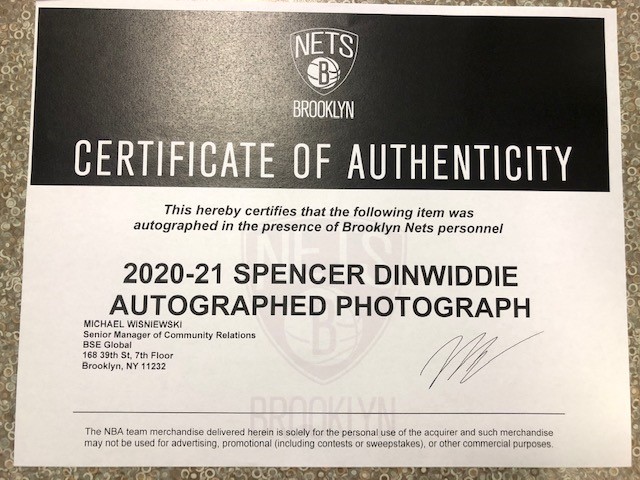 NETS
B
BROOKLYN
CERTIFICATE OF AUTHENTICITY
This hereby certifies that the following item was
autographed in the presence of Brooklyn Nets personnel
NETS
2020-21 SPENCER DINWIDDIE
AUTOGRAPHED PHOTOGRAPH
B
MICHAEL WISNIEWSKI
Senior Manager of Community Relations
BSE Global
168 39th St, 7th Floor
Brooklyn, NY 11232
BROOKLYN
The NBA team merchandise delivered herein is solely for the personal use of the acquirer and such merchandise
may not be used for advertising, promotional (including contests or sweepstakes), or other commercial purposes.